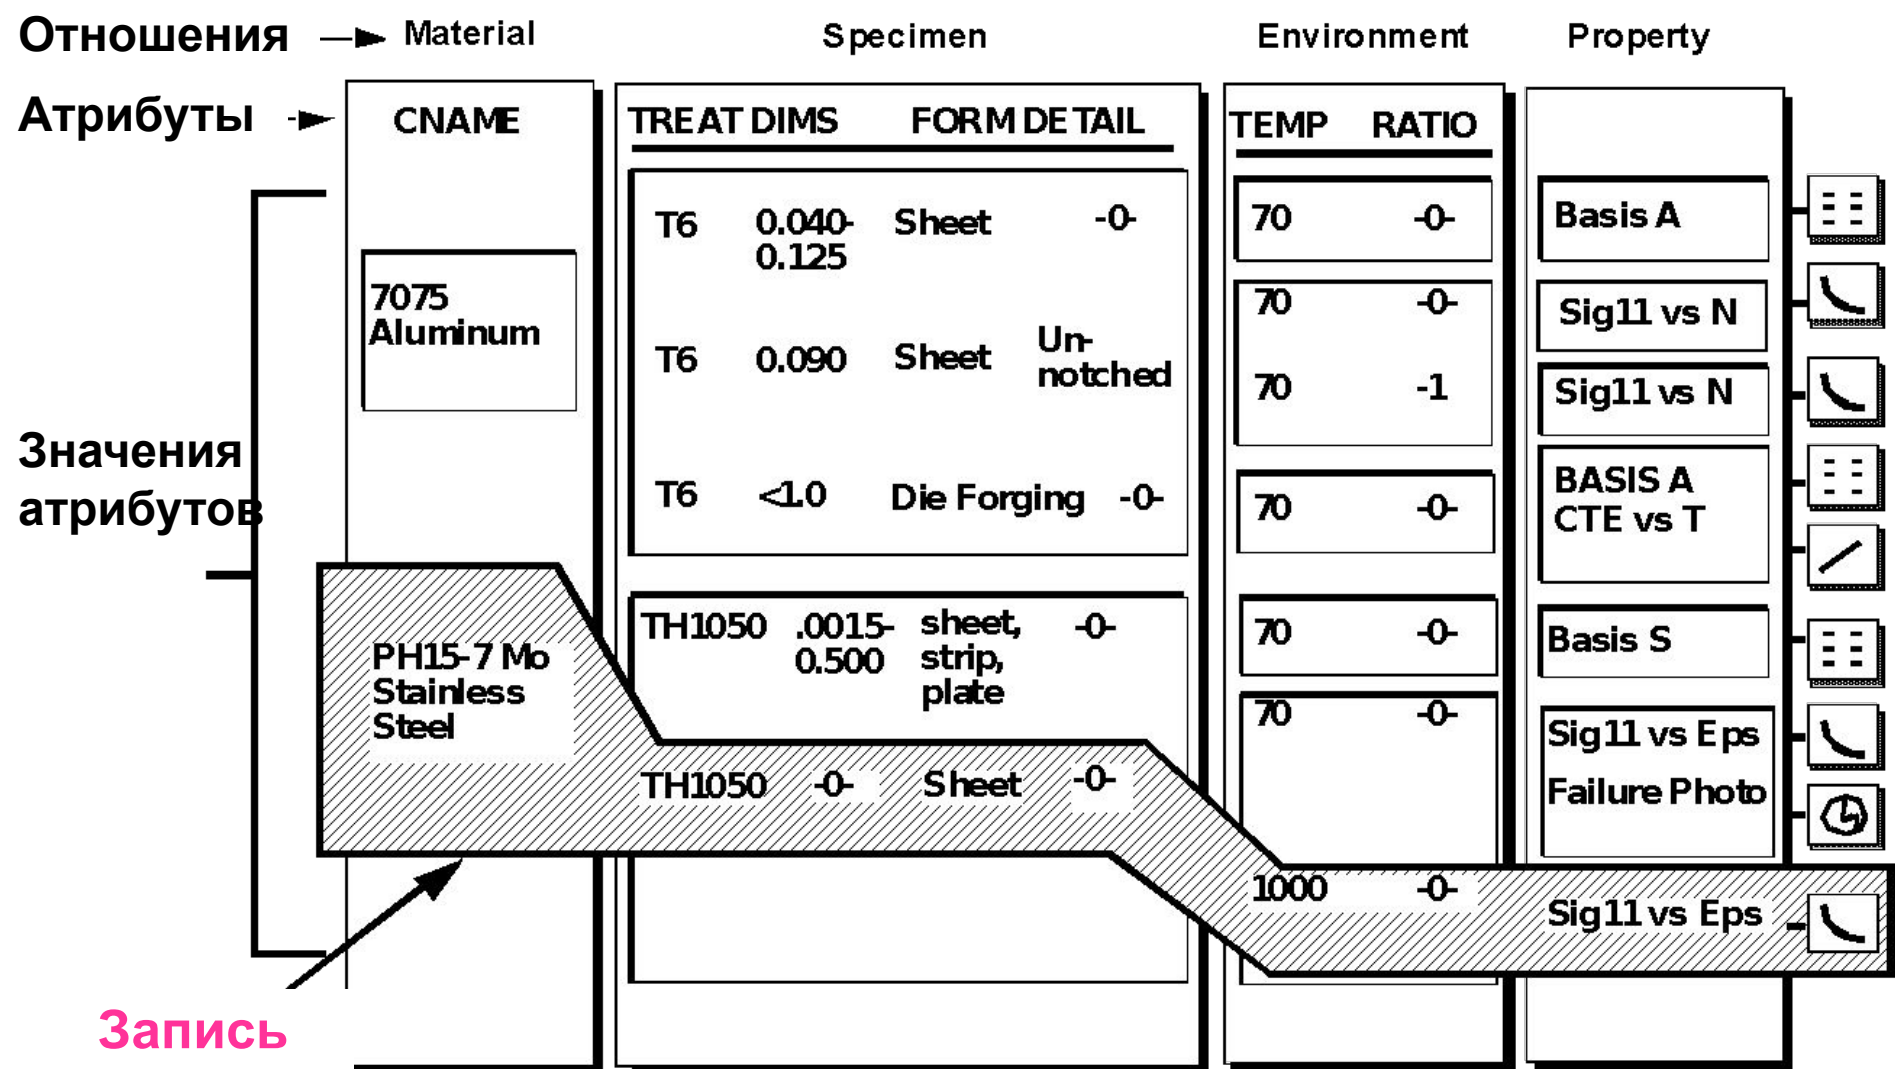 Отношения Material Specimen Environment Property
Атрибуты CNAME TREAT DIMS FORM DETAIL TEMP RATIO
Значения
атрибутов
7075
Aluminum
PH15-7 Mo
Stainless
Steel
T6 0.040- Sheet -0-
0.125
T6 0.090 Sheet Un-
notched
T6 <1.0 Die Forging -0-
TH1050 .0015- sheet, -0-
0.500 strip,
plate
TH1050 -0- Sheet -0-
70 -0-
70 -0-
70 -1
70 -0-
70 -0-
70 -0-
1000 -0-
Basis A
Sig11 vs N
Sig11 vs N
BASIS A
CTE vs T
Basis S
Sig11 vs Eps
Failure Photo
Sig11 vs Eps
Запись